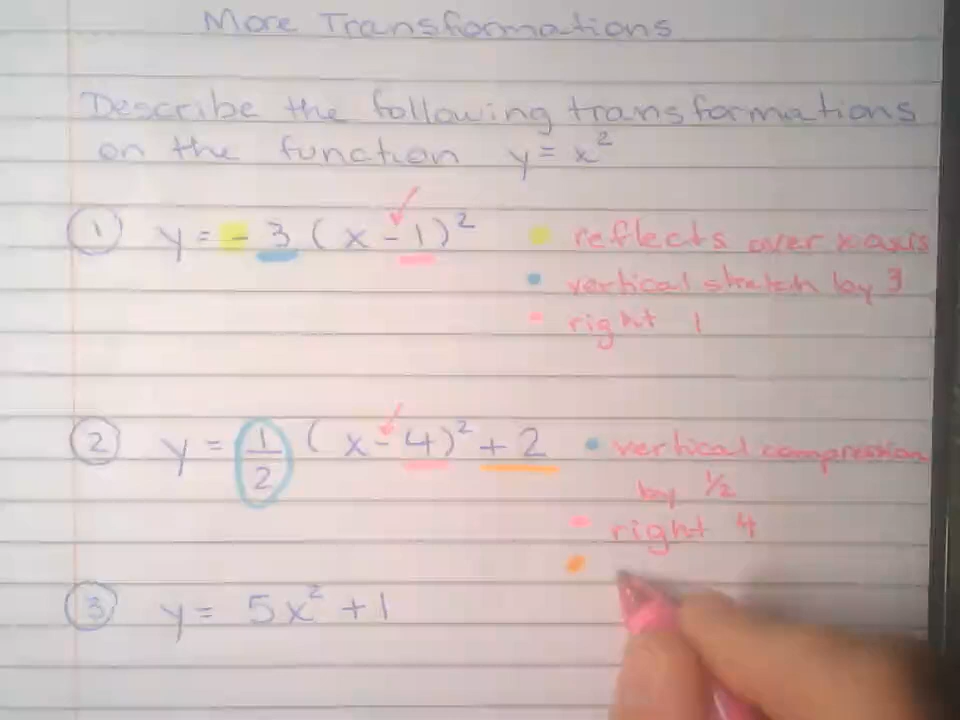 More Transformations
Describe the following transformations
on the function y = x²
① y = - 3 (x - 1)² reflects over x axis
vertical stretch by 3
right 1
② y = 1/2 (x - 4)² + 2 vertical compression
by 1/2
right 4
③ y = 5x² + 1